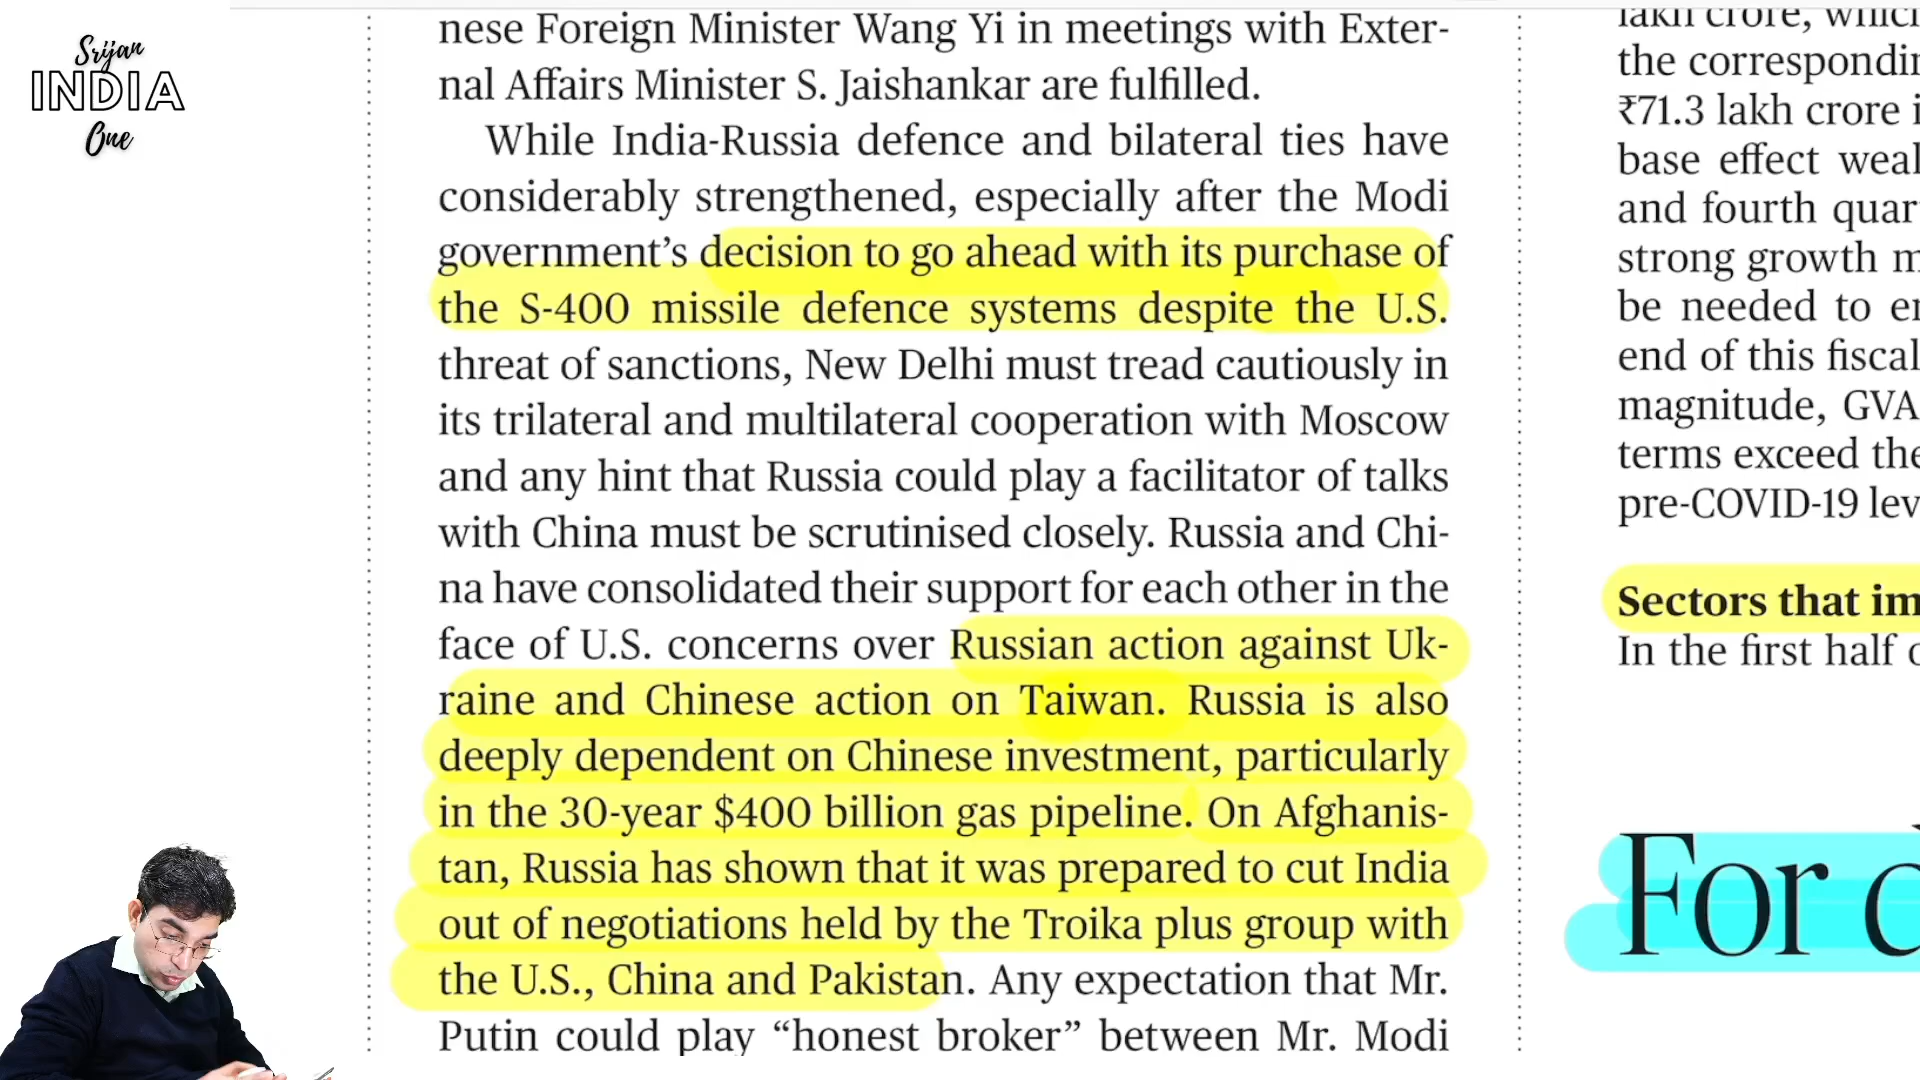 Srijan
INDIA
One
nese Foreign Minister Wang Yi in meetings with Exter-
nal Affairs Minister S. Jaishankar are fulfilled.
While India-Russia defence and bilateral ties have
considerably strengthened, especially after the Modi
government’s decision to go ahead with its purchase of
the S-400 missile defence systems despite the U.S.
threat of sanctions, New Delhi must tread cautiously in
its trilateral and multilateral cooperation with Moscow
and any hint that Russia could play a facilitator of talks
with China must be scrutinised closely. Russia and Chi-
na have consolidated their support for each other in the
face of U.S. concerns over Russian action against Uk-
raine and Chinese action on Taiwan. Russia is also
deeply dependent on Chinese investment, particularly
in the 30-year $400 billion gas pipeline. On Afghanis-
tan, Russia has shown that it was prepared to cut India
out of negotiations held by the Troika plus group with
the U.S., China and Pakistan. Any expectation that Mr.
Putin could play “honest broker” between Mr. Modi
lakh crore,
the
₹71.3 lakh crore
base effect
and fourth
strong growth
be needed to
end of this fiscal
magnitude, GVA
terms exceed
pre-COVID-19
Sectors that
In the first half
For